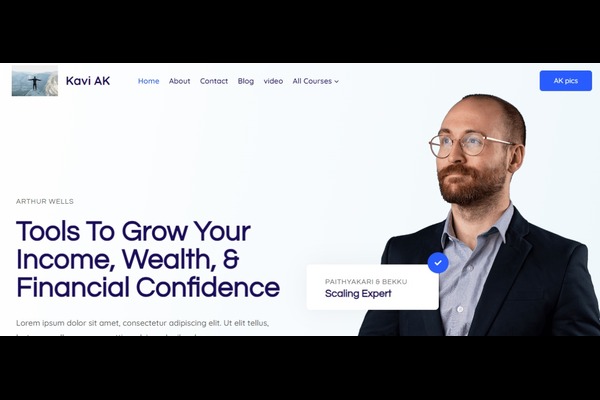 Kavi AK
Home About Contact Blog video All Courses
AK pics
ARTHUR WELLS
Tools To Grow Your
Income, Wealth, &
Financial Confidence
PAITHYAKARI & BEKKU
Scaling Expert
Lorem ipsum dolor sit amet, consectetur adipiscing elit. Ut elit tellus,